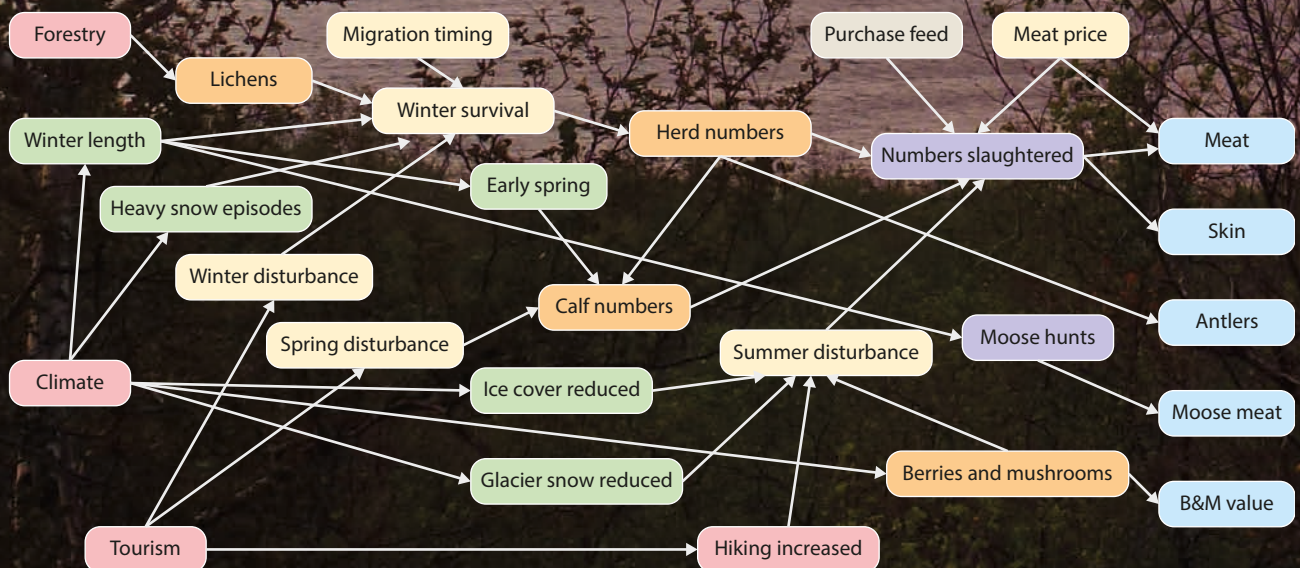 Forestry
Migration timing
Purchase feed
Meat price
Lichens
Winter survival
Herd numbers
Winter length
Numbers slaughtered
Meat
Early spring
Heavy snow episodes
Skin
Winter disturbance
Calf numbers
Antlers
Spring disturbance
Summer disturbance
Moose hunts
Climate
Ice cover reduced
Moose meat
Glacier snow reduced
Berries and mushrooms
B&M value
Tourism
Hiking increased